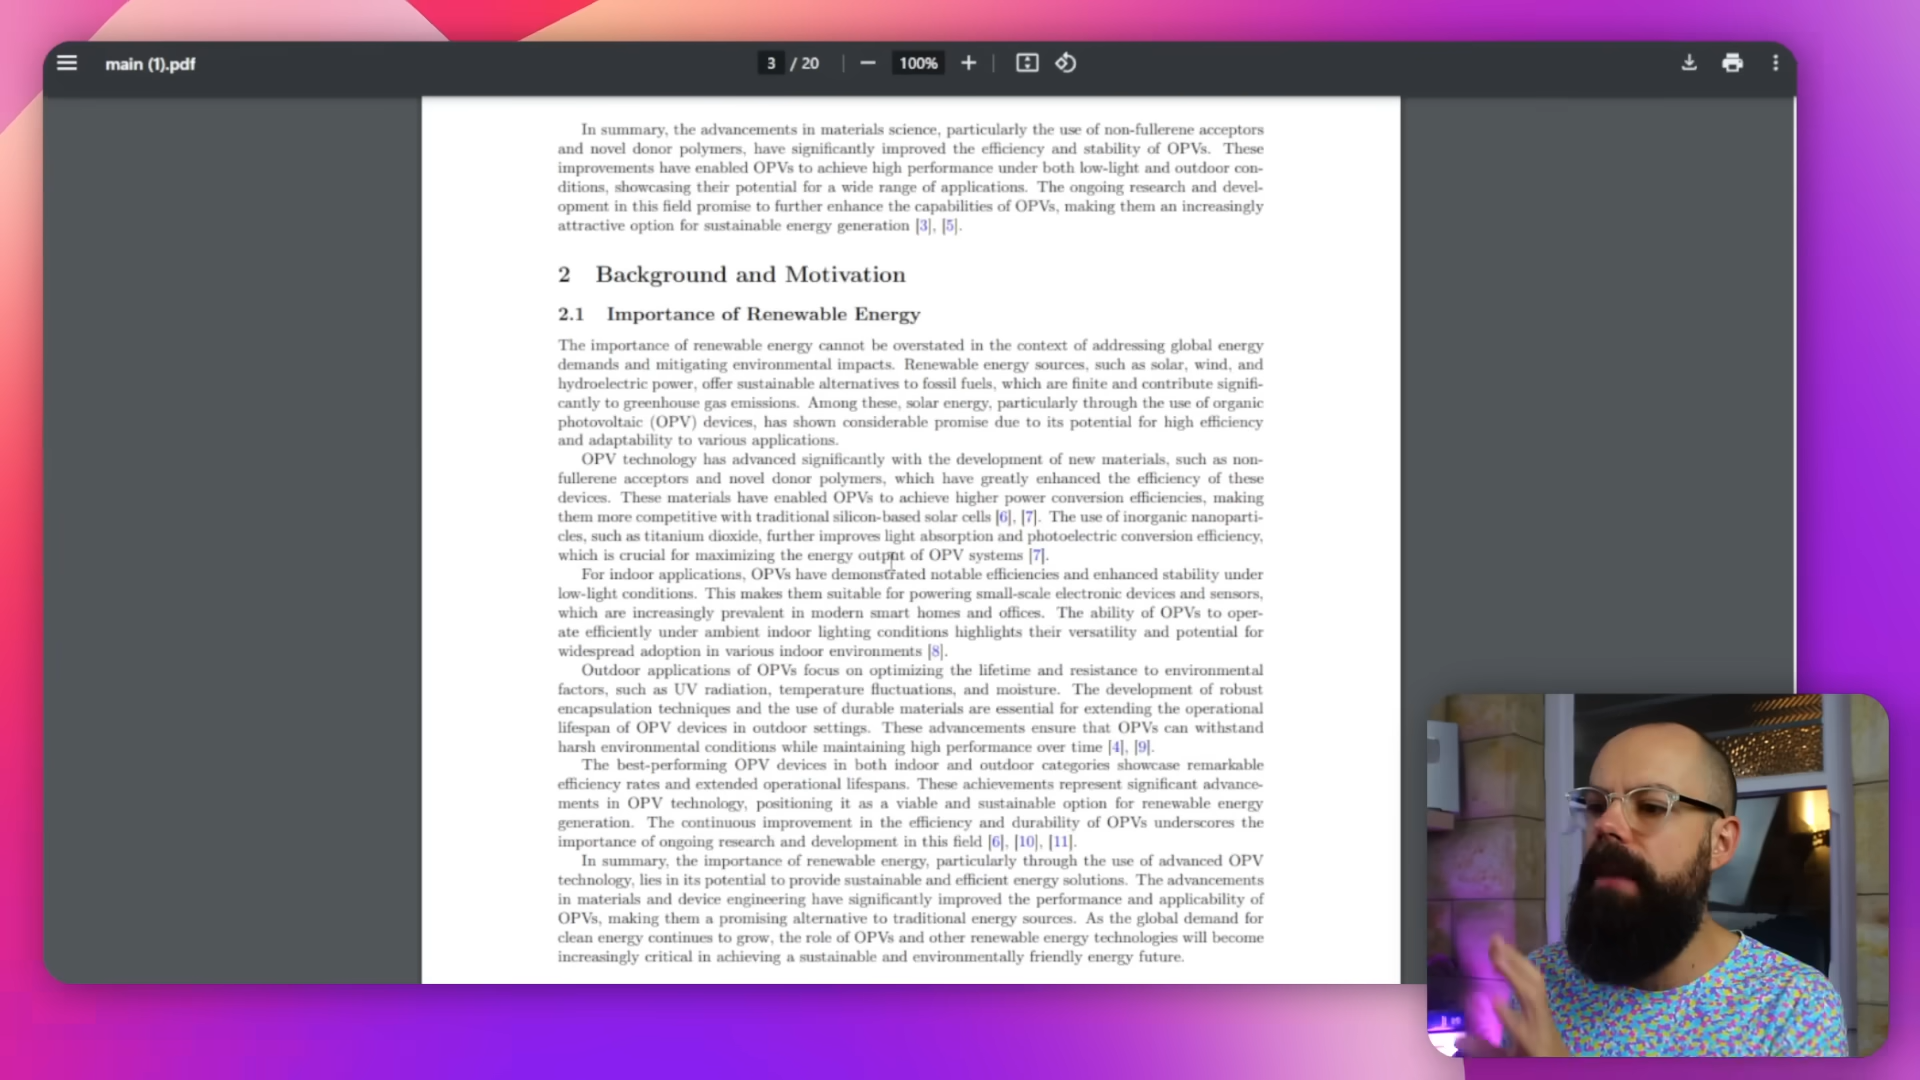 main (1).pdf
3 / 20
100%
In summary, the advancements in materials science, particularly the use of non-fullerene acceptors
and novel donor polymers, have significantly improved the efficiency and stability of OPVs. These
improvements have enabled OPVs to achieve high performance under both low-light and outdoor con-
ditions, showcasing their potential for a wide range of applications. The ongoing research and devel-
opment in this field promise to further enhance the capabilities of OPVs, making them an increasingly
attractive option for sustainable energy generation [3], [5].
2 Background and Motivation
2.1 Importance of Renewable Energy
The importance of renewable energy cannot be overstated in the context of addressing global energy
demands and mitigating environmental impacts. Renewable energy sources, such as solar, wind, and
hydroelectric power, offer sustainable alternatives to fossil fuels, which are finite and contribute signifi-
cantly to greenhouse gas emissions. Among these, solar energy, particularly through the use of organic
photovoltaic (OPV) devices, has shown considerable promise due to its potential for high efficiency
and adaptability to various applications.
OPV technology has advanced significantly with the development of new materials, such as non-
fullerene acceptors and novel donor polymers, which have greatly enhanced the efficiency of these
devices. These materials have enabled OPVs to achieve higher power conversion efficiencies, making
them more competitive with traditional silicon-based solar cells [6], [7]. The use of inorganic nanoparti-
cles, such as titanium dioxide, further improves light absorption and photoelectric conversion efficiency,
which is crucial for maximizing the energy output of OPV systems [7].
For indoor applications, OPVs have demonstrated notable efficiencies and enhanced stability under
low-light conditions. This makes them suitable for powering small-scale electronic devices and sensors,
which are increasingly prevalent in modern smart homes and offices. The ability of OPVs to oper-
ate efficiently under ambient indoor lighting conditions highlights their versatility and potential for
widespread adoption in various indoor environments [8].
Outdoor applications of OPVs focus on optimizing the lifetime and resistance to environmental
factors, such as UV radiation, temperature fluctuations, and moisture. The development of robust
encapsulation techniques and the use of durable materials are essential for extending the operational
lifespan of OPV devices in outdoor settings. These advancements ensure that OPVs can withstand
harsh environmental conditions while maintaining high performance over time [4], [9].
The best-performing OPV devices in both indoor and outdoor categories showcase remarkable
efficiency rates and extended operational lifespans. These achievements represent significant advance-
ments in OPV technology, positioning it as a viable and sustainable option for renewable energy
generation. The continuous improvement in the efficiency and durability of OPVs underscores the
importance of ongoing research and development in this field [6], [10], [11].
In summary, the importance of renewable energy, particularly through the use of advanced OPV
technology, lies in its potential to provide sustainable and efficient energy solutions. The advancements
in materials and device engineering have significantly improved the performance and applicability of
OPVs, making them a promising alternative to traditional energy sources. As the global demand for
clean energy continues to grow, the role of OPVs and other renewable energy technologies will become
increasingly critical in achieving a sustainable and environmentally friendly energy future.